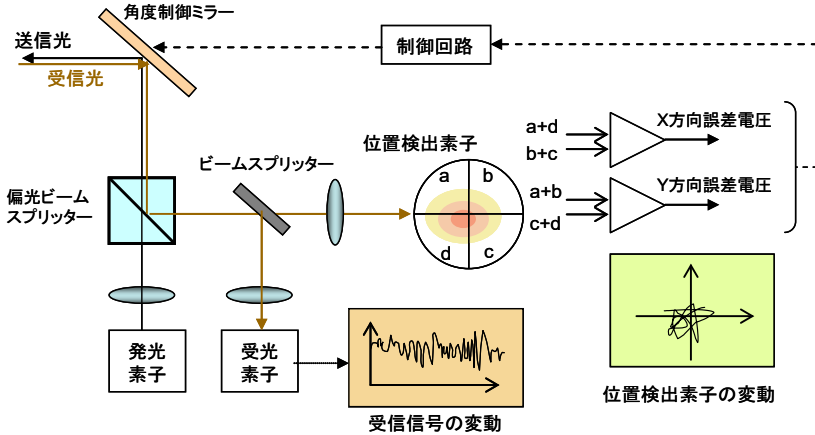 角度制御ミラー
送信光
受信光
制御回路
位置検出素子
a+d
b+c
X方向誤差電圧
ビームスプリッター
a
b
a+b
Y方向誤差電圧
偏光ビーム
スプリッター
c+d
d
c
発光
素子
受光
素子
受信信号の変動
位置検出素子の変動